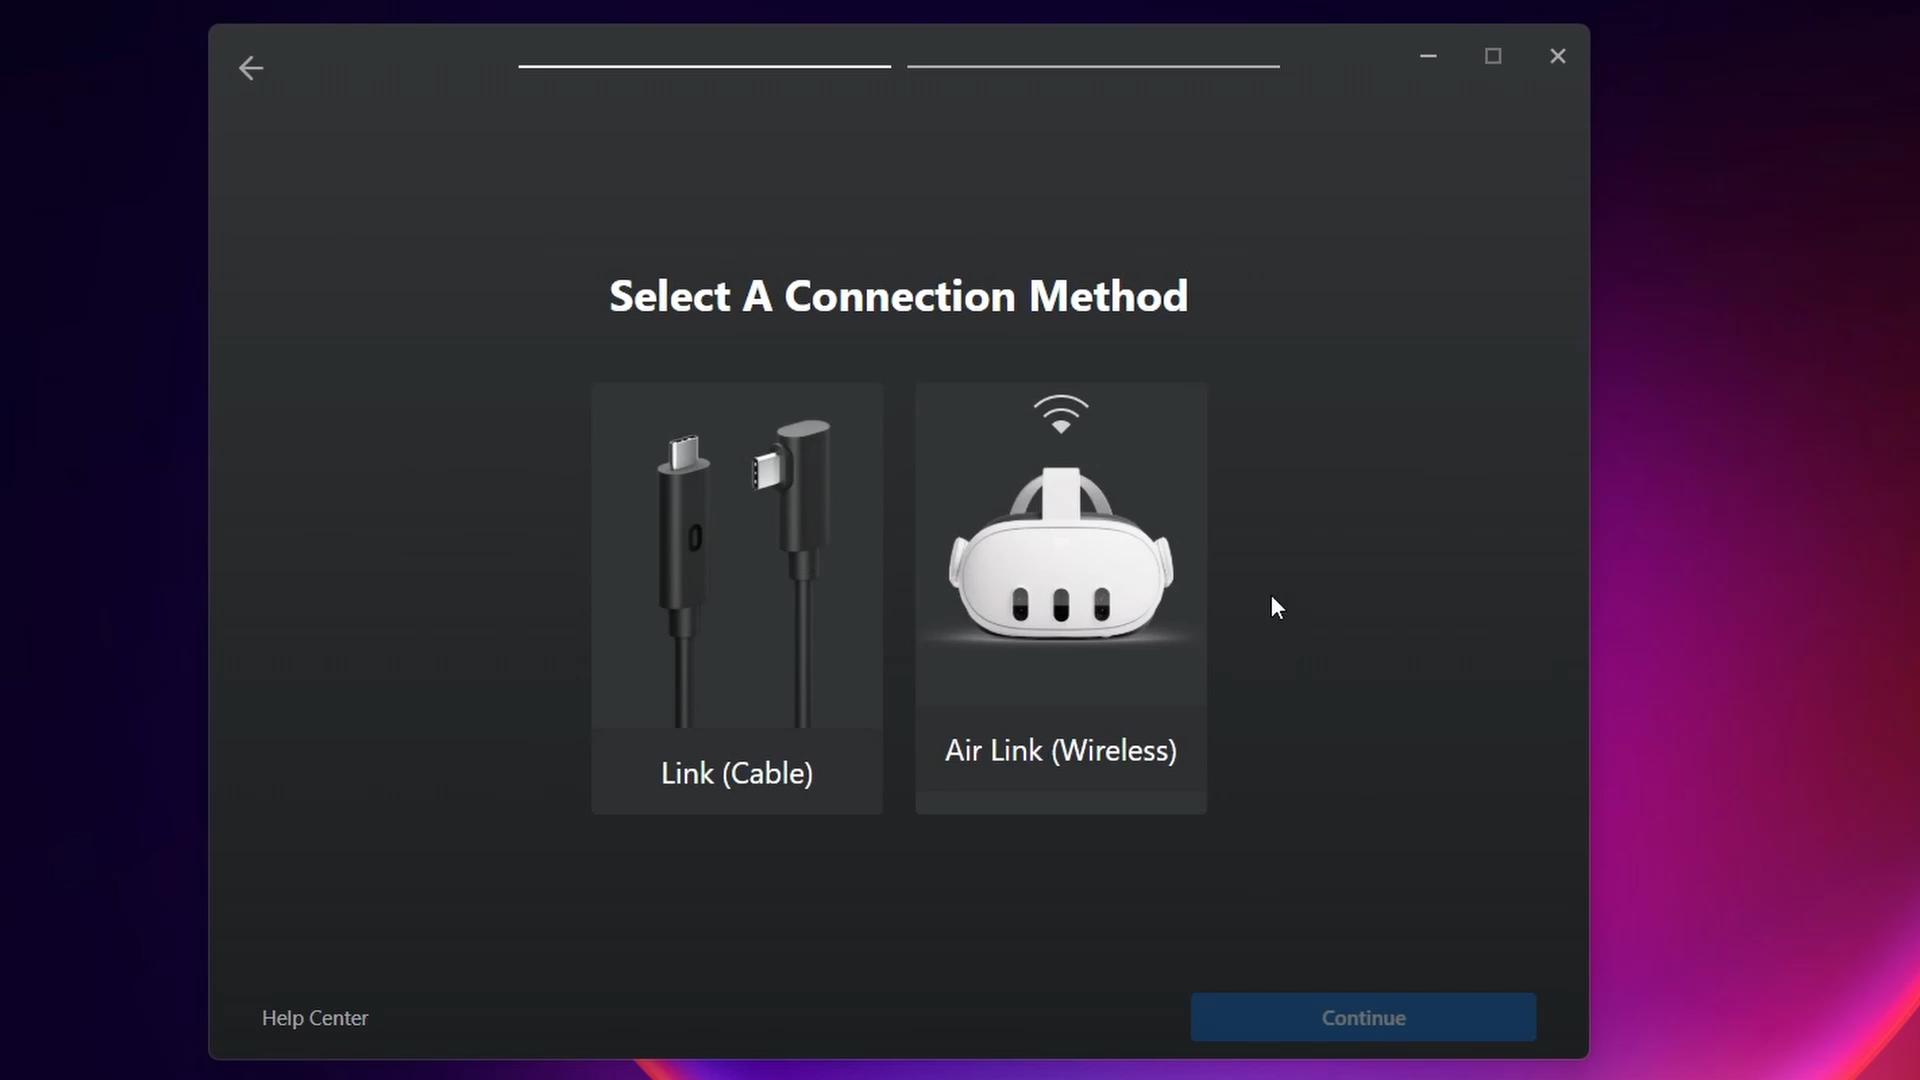 Select A Connection Method
Link (Cable)
Air Link (Wireless)
Help Center
Continue